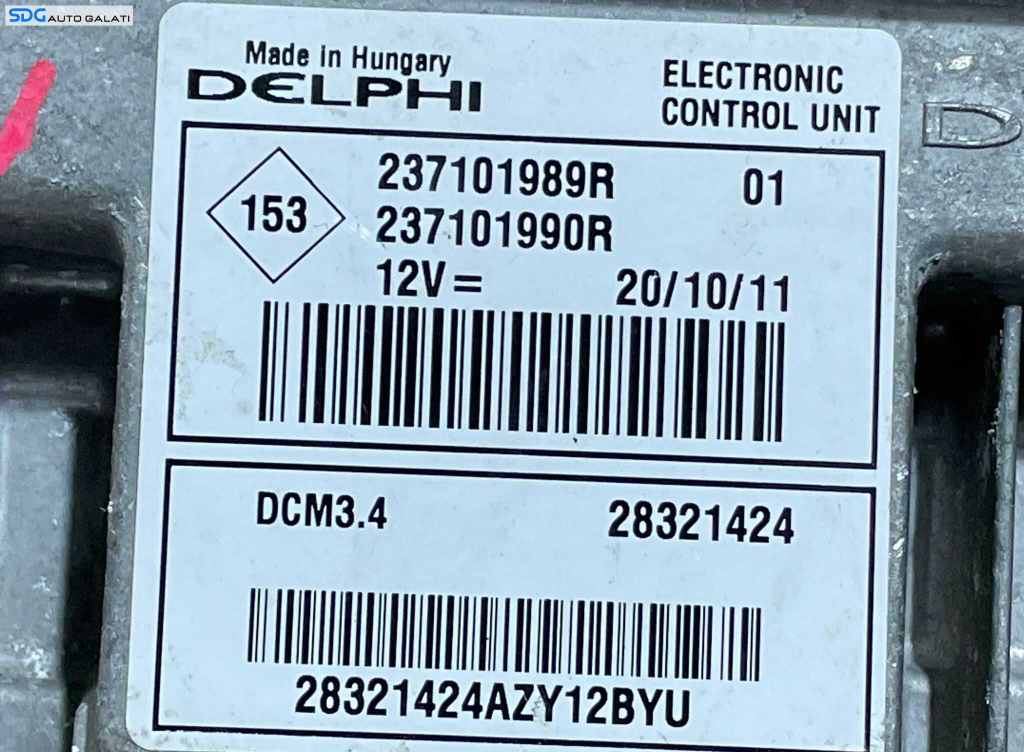 SDG AUTO GALATI
Made in Hungary
DELPHI
ELECTRONIC
CONTROL UNIT
D
153
237101989R 01
237101990R
12V= 20/10/11
DCM3.4 28321424
28321424AZY12BYU